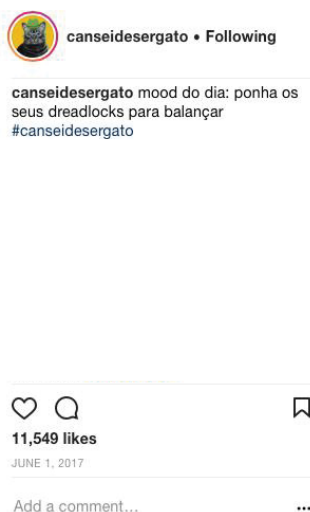 canseidesergato • Following
canseidesergato mood do dia: ponha os
seus dreadlocks para balançar
#canseidesergato
11,549 likes
JUNE 1, 2017
Add a comment...